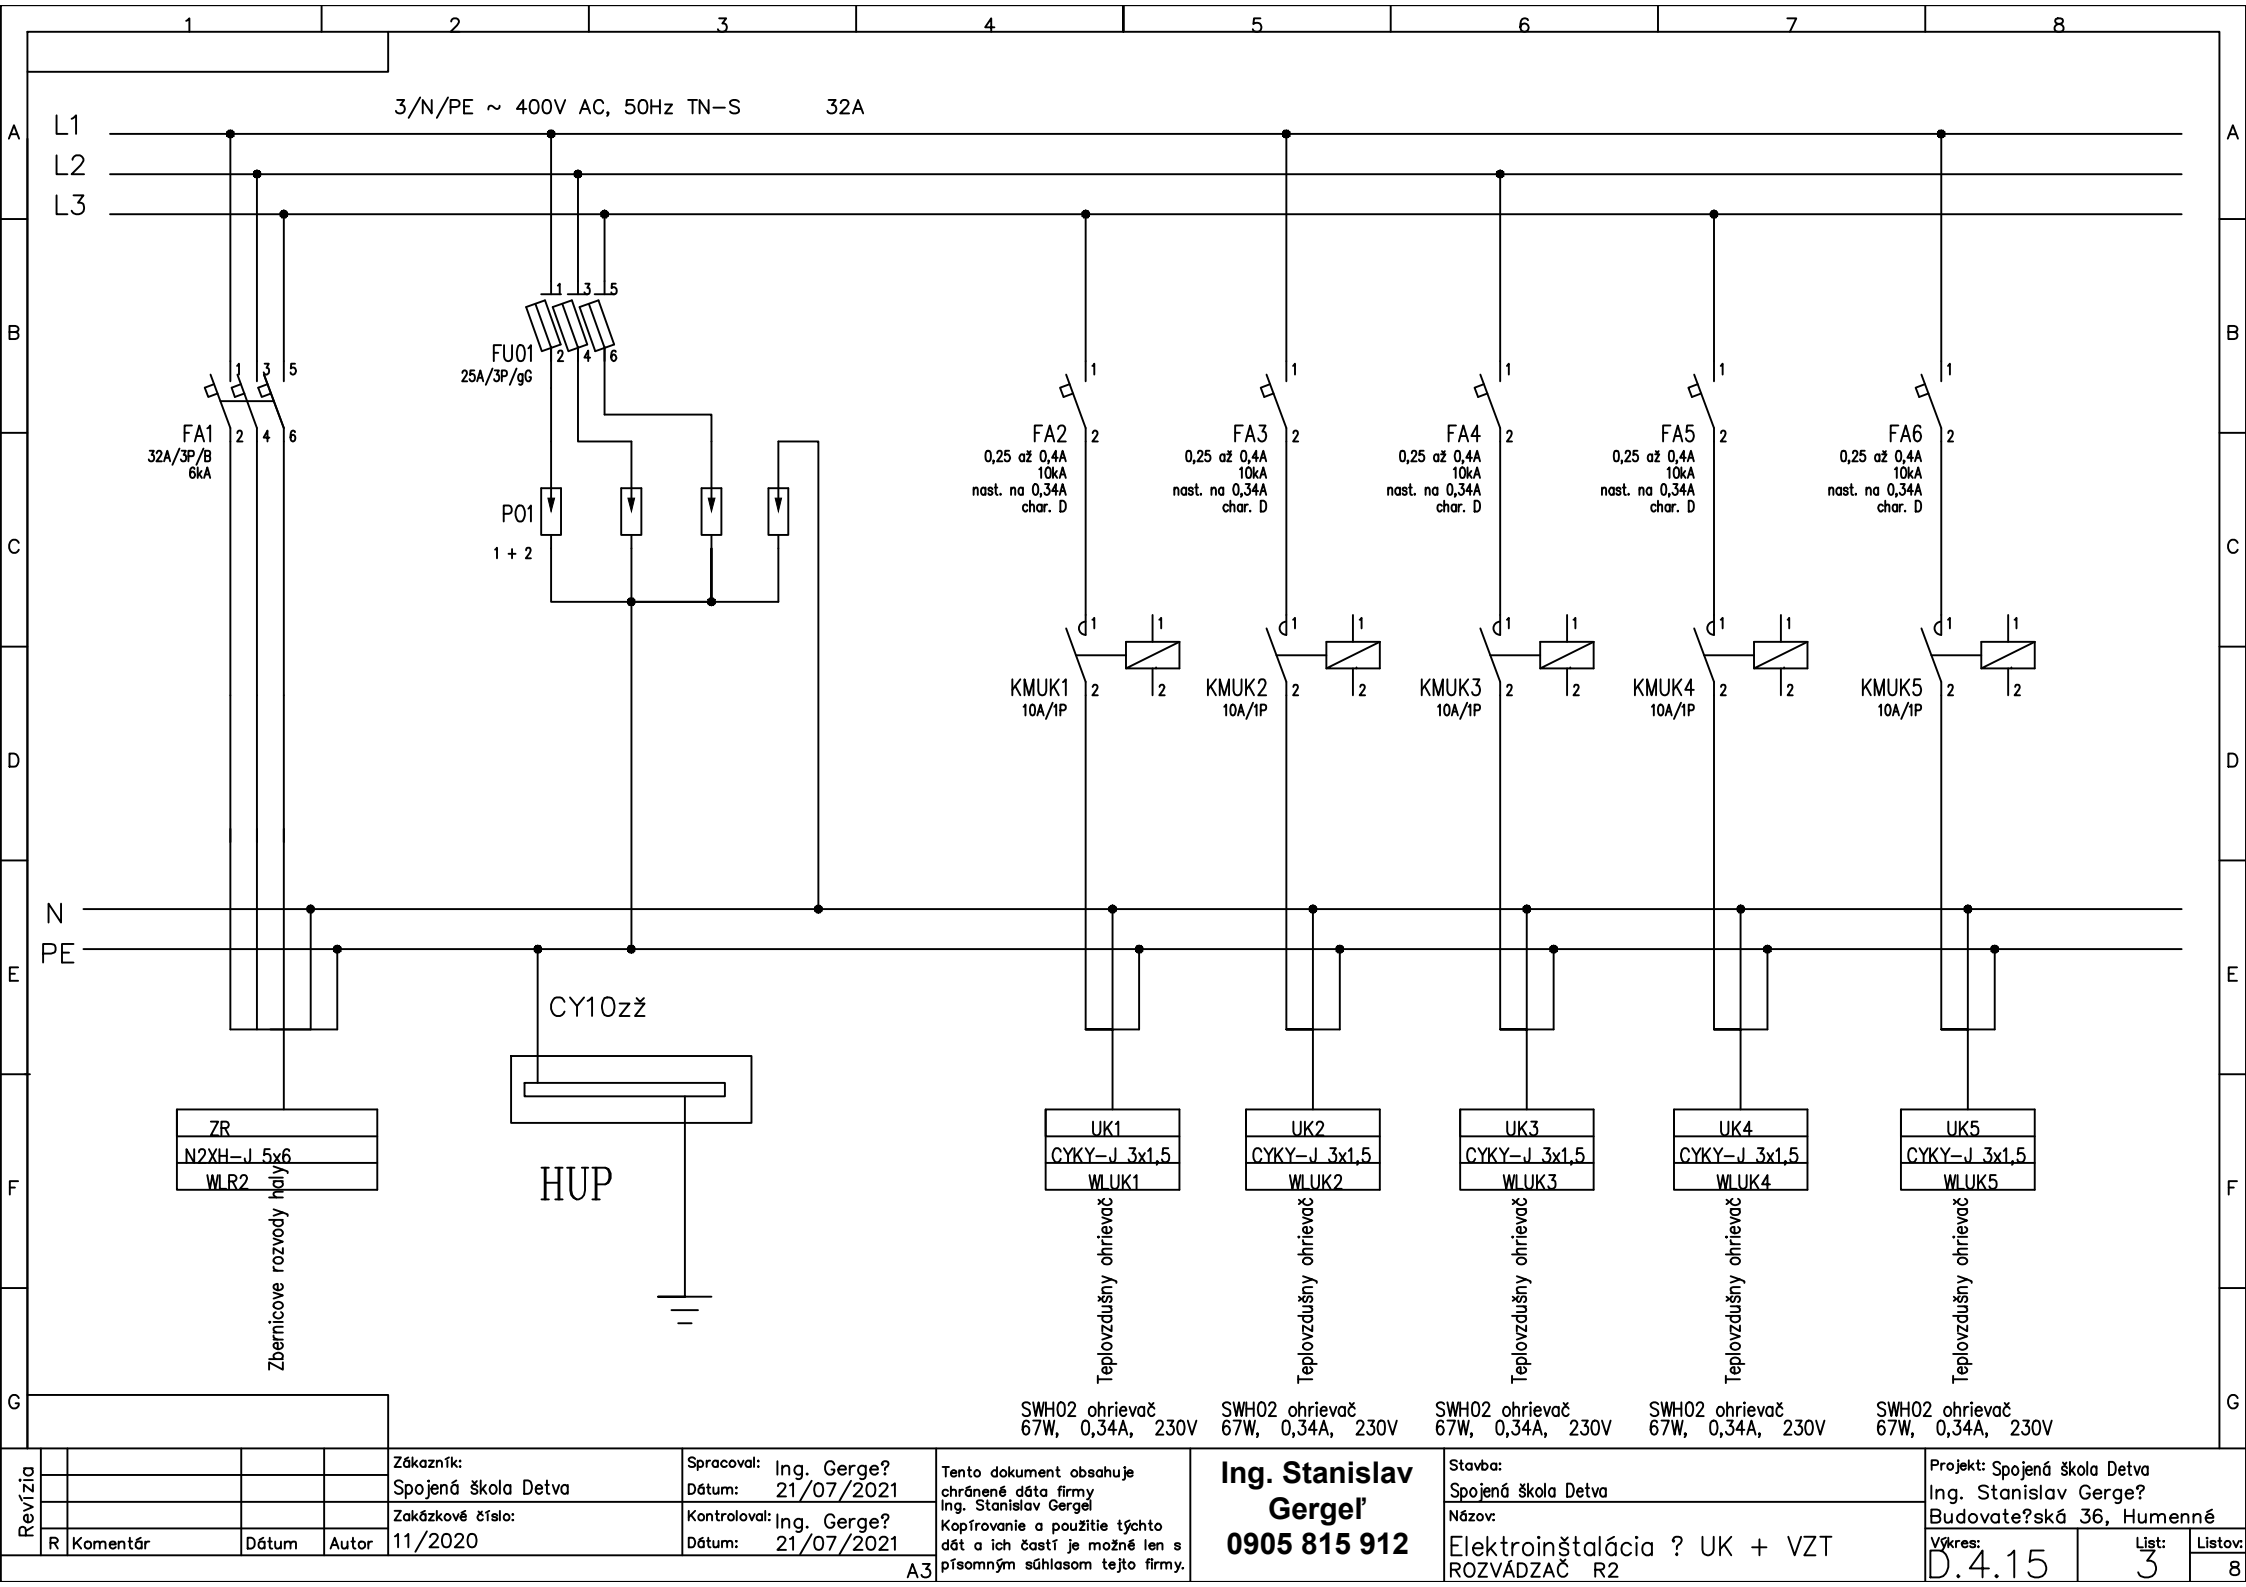 1 2 3 4 5 6 7 8
3/N/PE ~ 400V AC, 50Hz TN-S 32A
A L1 A
L2
L3
1 3 5
B B
FU01 2 4 6
25A/3P/gG
1 3 5 1 1 1 1 1
FA1 2 4 6 FA2 2 FA3 2 FA4 2 FA5 2 FA6 2
32A/3P/B 0,25 až 0,4A 0,25 až 0,4A 0,25 až 0,4A 0,25 až 0,4A 0,25 až 0,4A
6kA 10kA 10kA 10kA 10kA 10kA
nast. na 0,34A nast. na 0,34A nast. na 0,34A nast. na 0,34A nast. na 0,34A
char. D char. D char. D char. D char. D
P01
C 1 + 2 C
1 1 1 1 1 1 1 1 1 1
KMUK1 2 2 KMUK2 2 2 KMUK3 2 2 KMUK4 2 2 KMUK5 2 2
10A/1P 10A/1P 10A/1P 10A/1P 10A/1P
D D
N
PE
E E
CY10zž
ZR UK1 UK2 UK3 UK4 UK5
N2XH-J 5x6 CYKY-J 3x1,5 CYKY-J 3x1,5 CYKY-J 3x1,5 CYKY-J 3x1,5 CYKY-J 3x1,5
WLR2 WLUK1 WLUK2 WLUK3 WLUK4 WLUK5
F HUP F
Zbernicove rozvody haly
Teplovzdušny ohrievač
Teplovzdušny ohrievač
Teplovzdušny ohrievač
Teplovzdušny ohrievač
Teplovzdušny ohrievač
G G
SWH02 ohrievač SWH02 ohrievač SWH02 ohrievač SWH02 ohrievač SWH02 ohrievač
67W, 0,34A, 230V 67W, 0,34A, 230V 67W, 0,34A, 230V 67W, 0,34A, 230V 67W, 0,34A, 230V
Revízia
R Komentár Dátum Autor
Zákazník:
Spojená škola Detva
Zakázkové číslo:
11/2020
Spracoval: Ing. Gerge?
Dátum: 21/07/2021
Kontroloval: Ing. Gerge?
Dátum: 21/07/2021
A3
Tento dokument obsahuje
chránené dáta firmy
Ing. Stanislav Gergel
Kopírovanie a použitie týchto
dát a ich častí je možné len s
písomným súhlasom tejto firmy.
Ing. Stanislav
Gergeľ
0905 815 912
Stavba:
Spojená škola Detva
Názov:
Elektroinštalácia ? UK + VZT
ROZVÁDZAČ R2
Projekt: Spojená škola Detva
Ing. Stanislav Gerge?
Budovate?ská 36, Humenné
Výkres: D.4.15
List: 3
Listov: 8